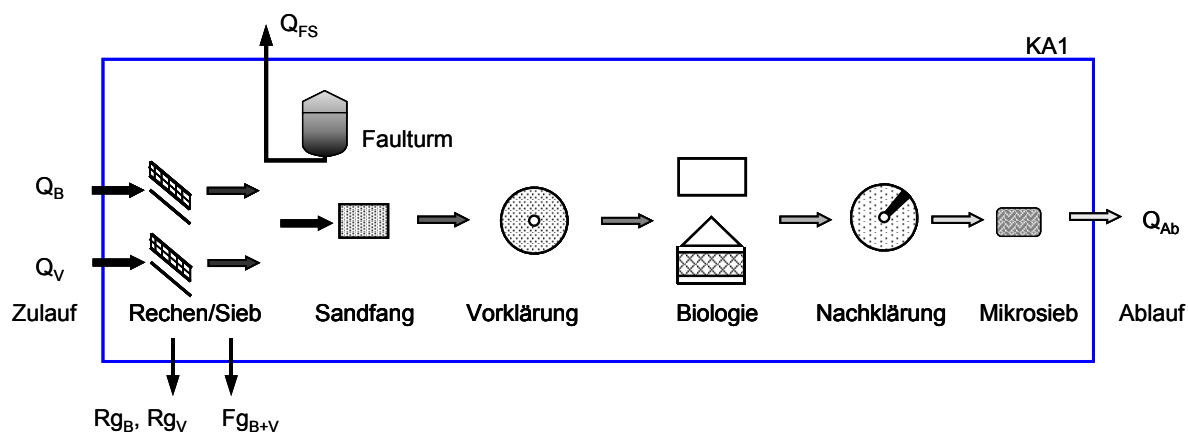 Q_FS
KA1
Faulturm
Q_B
Q_V
Q_Ab
Zulauf Rechen/Sieb Sandfang Vorklärung Biologie Nachklärung Mikrosieb Ablauf
Rg_B, Rg_V Fg_B+V